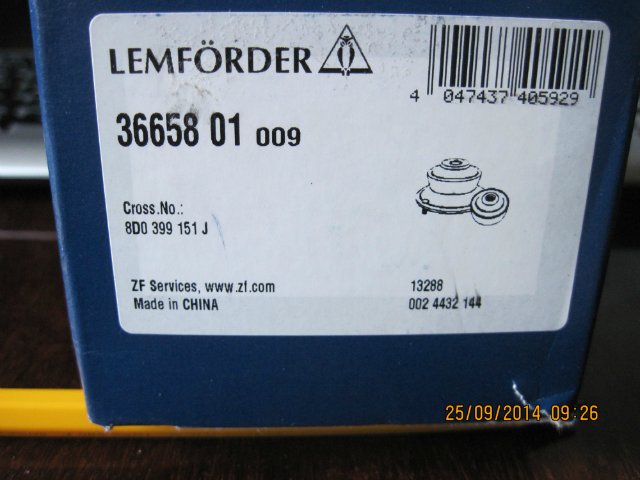 LEMFÖRDER
4 047437 405929
36658 01 009
Cross.No.:
8D0 399 151 J
ZF Services, www.zf.com
13288
Made in CHINA
002 4432 144
25/09/2014 09:26